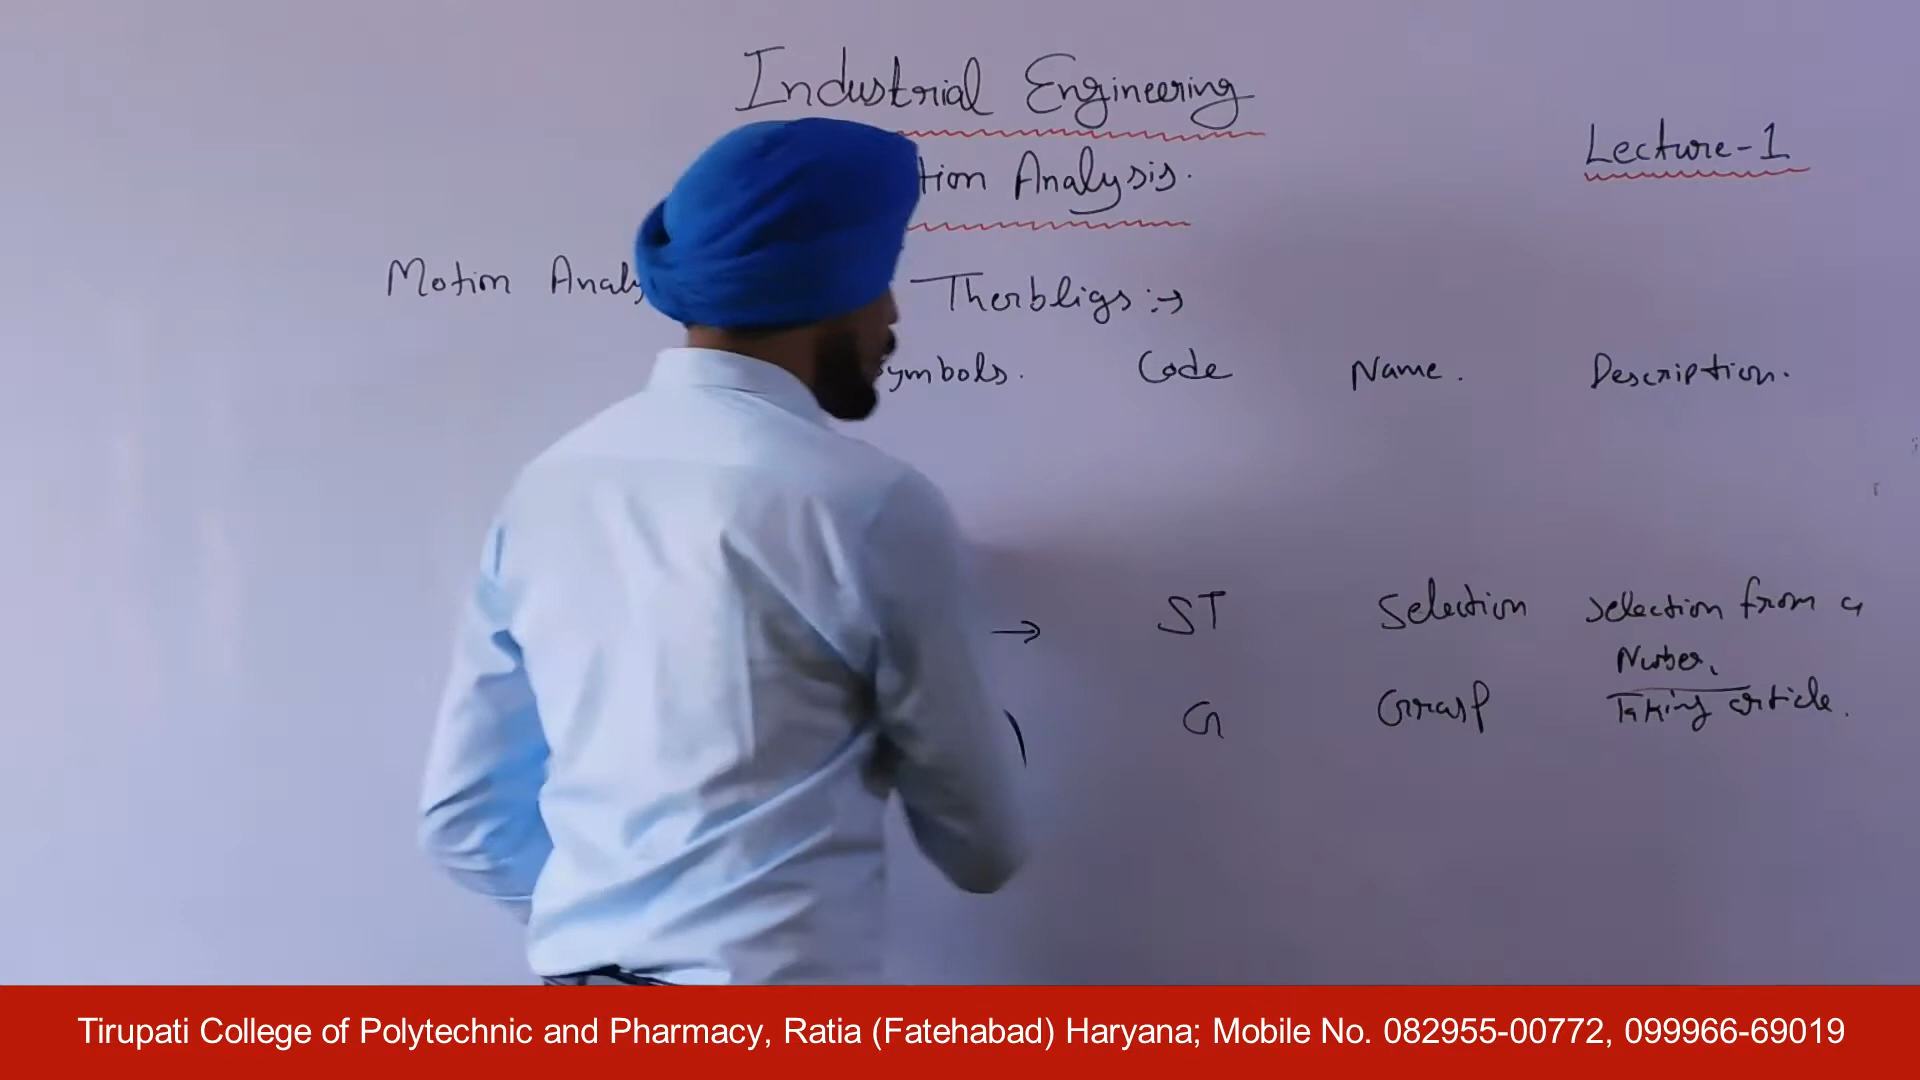 Industrial Engineering
tion Analysis.
Lecture-1
Motion Analy Therbligs :→
ymbols. Code Name. Description.
→ ST Selection Selection from a
Nuber.
G Grasp Taking article.
Tirupati College of Polytechnic and Pharmacy, Ratia (Fatehabad) Haryana; Mobile No. 082955-00772, 099966-69019